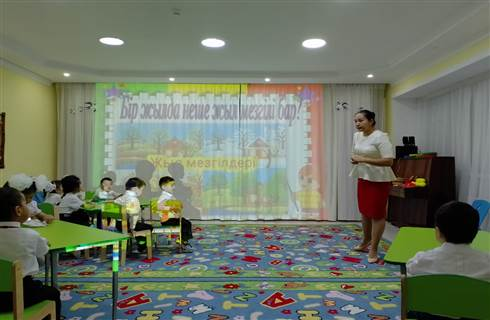 Бір жылда неше жыл мезгілі бар?
Жыл мезгілдері